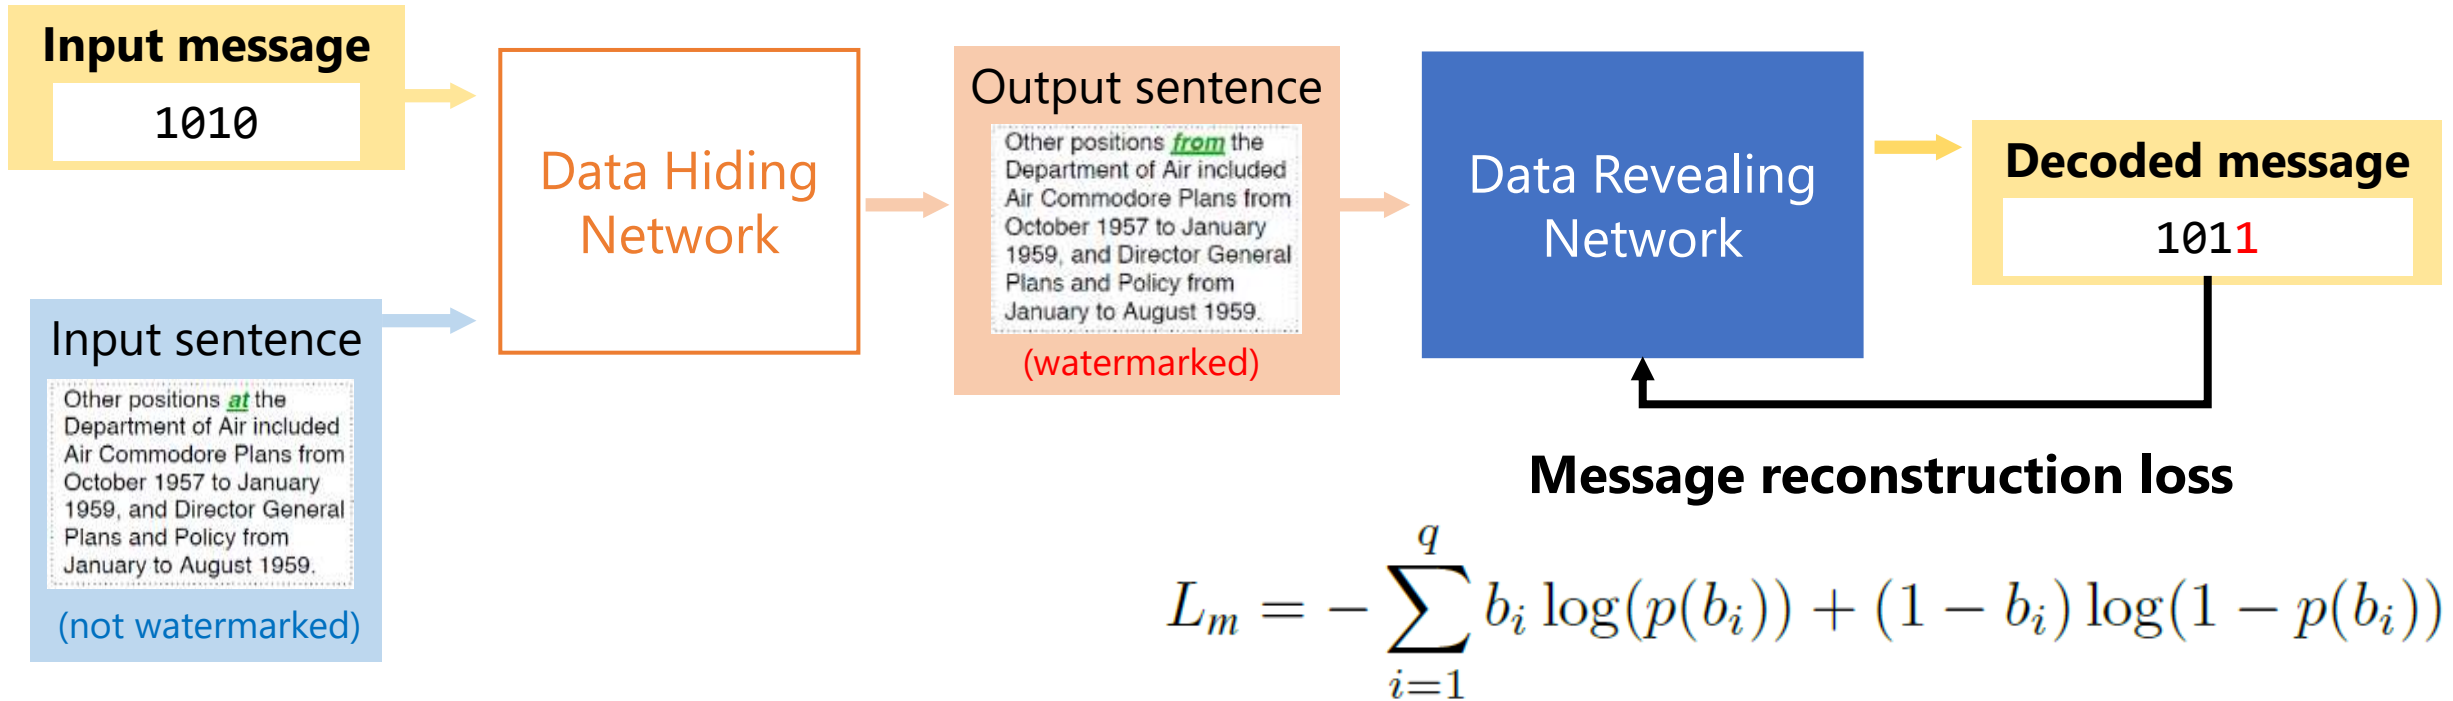 Input message
1010
Input sentence
Other positions at the
Department of Air included
Air Commodore Plans from
October 1957 to January
1959, and Director General
Plans and Policy from
January to August 1959.
(not watermarked)
Data Hiding
Network
Output sentence
Other positions from the
Department of Air included
Air Commodore Plans from
October 1957 to January
1959, and Director General
Plans and Policy from
January to August 1959.
(watermarked)
Data Revealing
Network
Decoded message
1011
Message reconstruction loss
L_m = -\sum_{i=1}^{q} b_i \log(p(b_i)) + (1 - b_i) \log(1 - p(b_i))